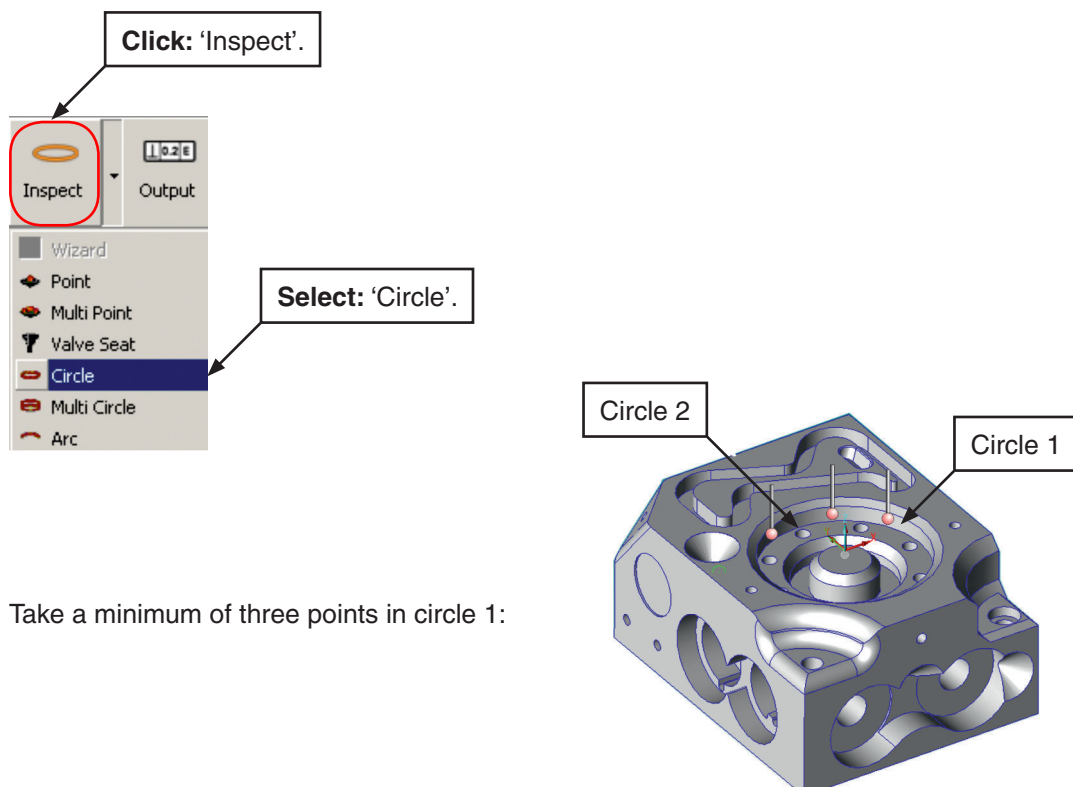 Click: ‘Inspect’.
Inspect
Output
0.2 E
Wizard
Point
Multi Point
Valve Seat
Select: ‘Circle’.
Circle
Multi Circle
Arc
Circle 2
Circle 1
Take a minimum of three points in circle 1: